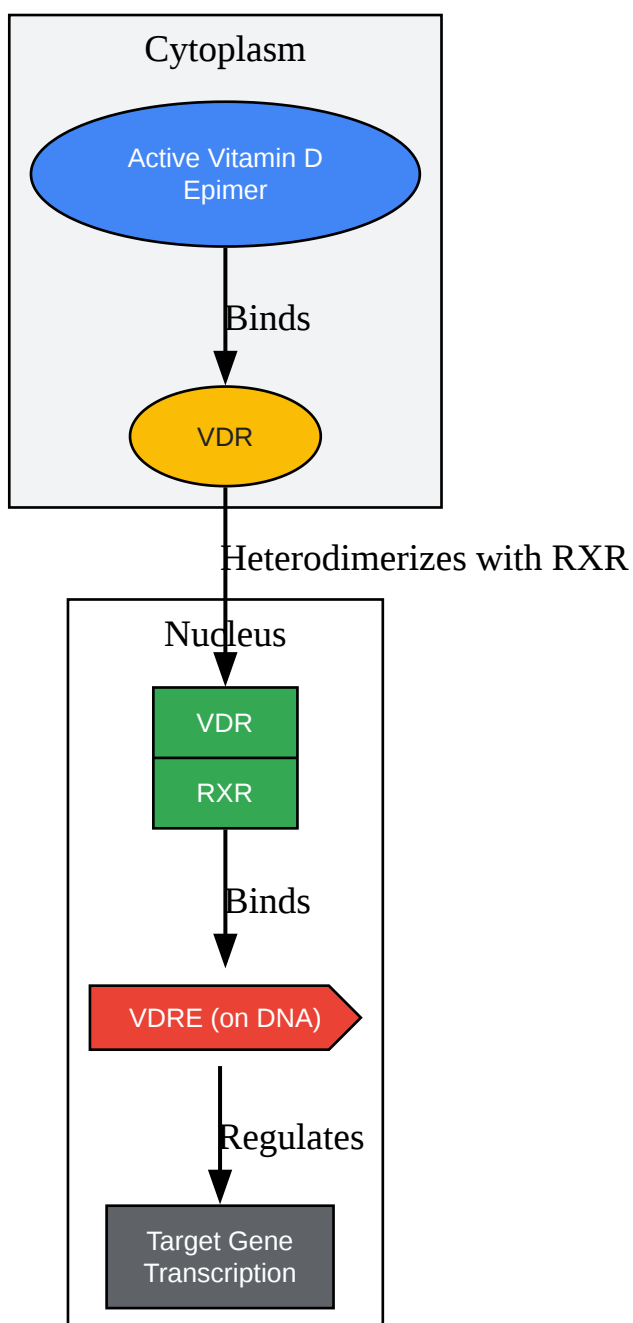 Cytoplasm
Active Vitamin D
Epimer
Binds
VDR
Heterodimerizes with RXR
Nucleus
VDR
RXR
Binds
VDRE (on DNA)
Regulates
Target Gene
Transcription